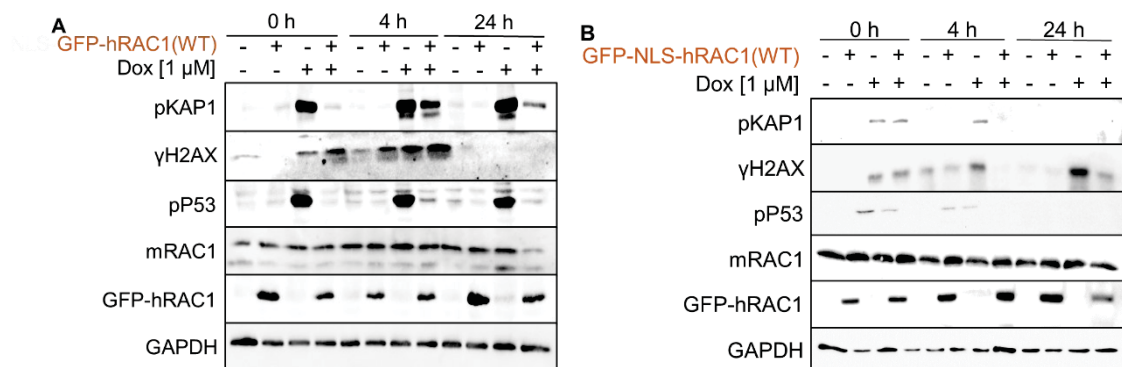 A
0 h 4 h 24 h
GFP-hRAC1(WT) - + - + - + - + - + - +
Dox [1 µM] - - + + - - + + - - + +
pKAP1
γH2AX
pP53
mRAC1
GFP-hRAC1
GAPDH
B
0 h 4 h 24 h
GFP-NLS-hRAC1(WT) - + - + - + - + - + - +
Dox [1 µM] - - + + - - + + - - + +
pKAP1
γH2AX
pP53
mRAC1
GFP-hRAC1
GAPDH